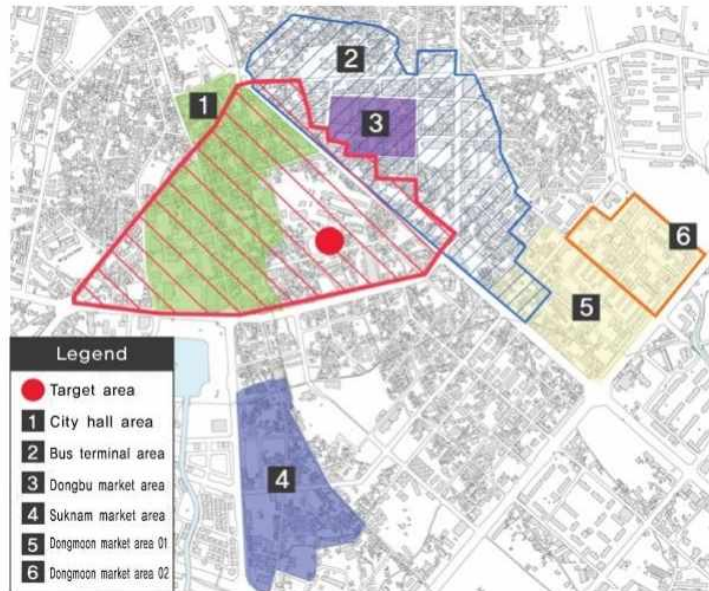 2
1
3
6
5
4
Legend
Target area
1 City hall area
2 Bus terminal area
3 Dongbu market area
4 Suknam market area
5 Dongmoon market area 01
6 Dongmoon market area 02